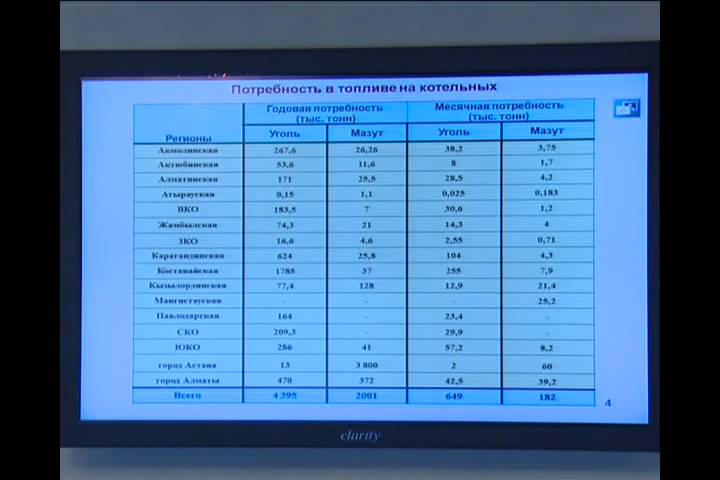 Потребность в топливе на котельных
Регионы Годовая потребность (тыс. тонн) Месячная потребность (тыс. тонн)
Уголь Мазут Уголь Мазут
Акмолинская 267,6 26,26 38,2 3,75
Актюбинская 53,6 11,6 8 1,7
Алматинская 171 25,5 28,5 4,2
Атырауская 0,15 1,1 0,025 0,183
ВКО 183,5 7 30,6 1,2
Жамбылская 74,3 21 14,3 4
ЗКО 16,6 4,6 2,55 0,71
Карагандинская 624 25,8 104 4,3
Костанайская 1785 37 255 7,9
Кызылординская 77,4 128 12,9 21,4
Мангистауская - - - 25,2
Павлодарская 164 - 23,4 -
СКО 209,3 - 29,9 -
ЮКО 286 41 57,2 8,2
город Астана 13 3 800 2 60
город Алматы 470 372 42,5 39,2
Всего 4 395 2001 649 182
4
clarity